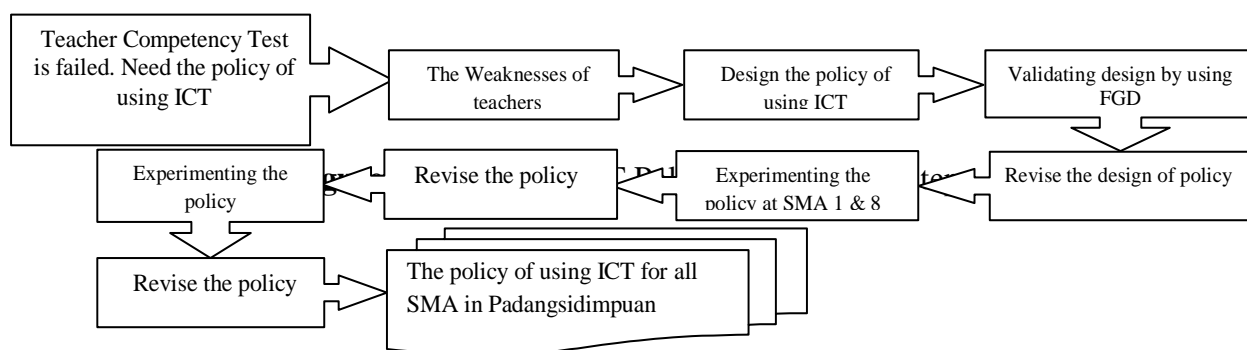 Teacher Competency Test
is failed. Need the policy of
using ICT
The Weaknesses of
teachers
Design the policy of
using ICT
Validating design by using
FGD
Revise the design of policy
Experimenting the
policy at SMA 1 & 8
Revise the policy
Experimenting the
policy
Revise the policy
The policy of using ICT for all
SMA in Padangsidimpuan